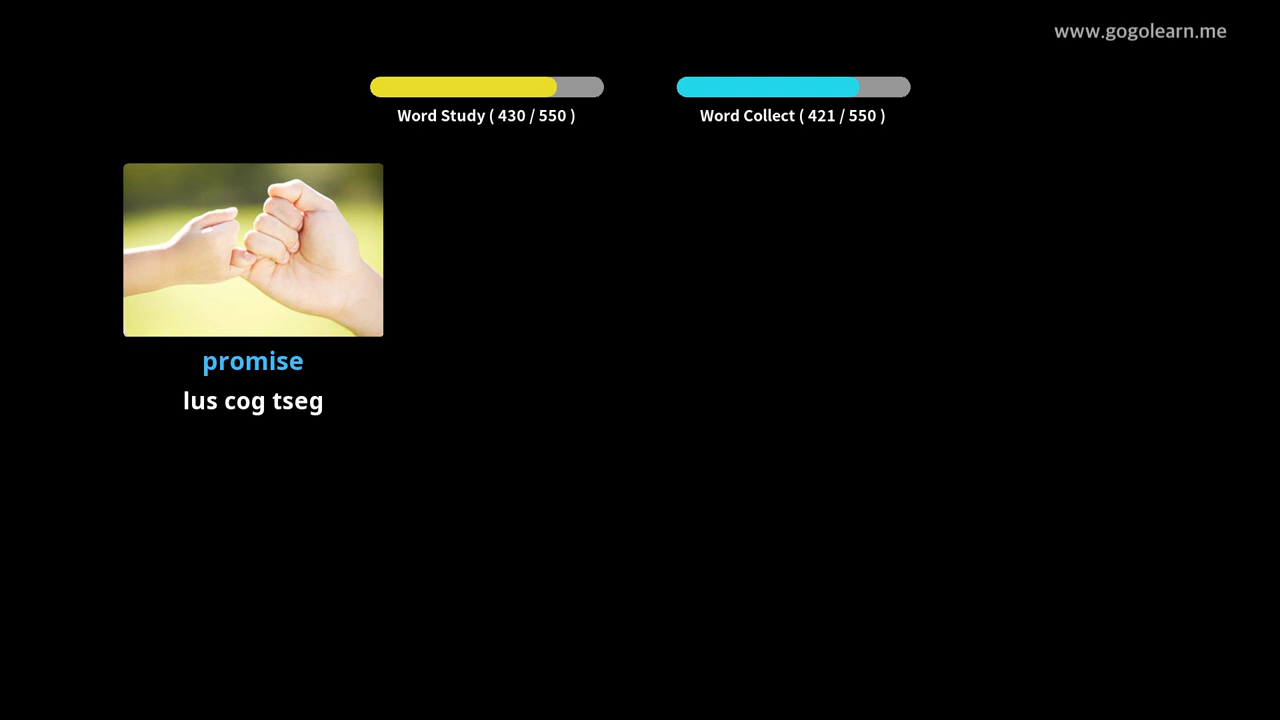 www.gogolearn.me
Word Study ( 430 / 550 )
Word Collect ( 421 / 550 )
promise
lus cog tseg